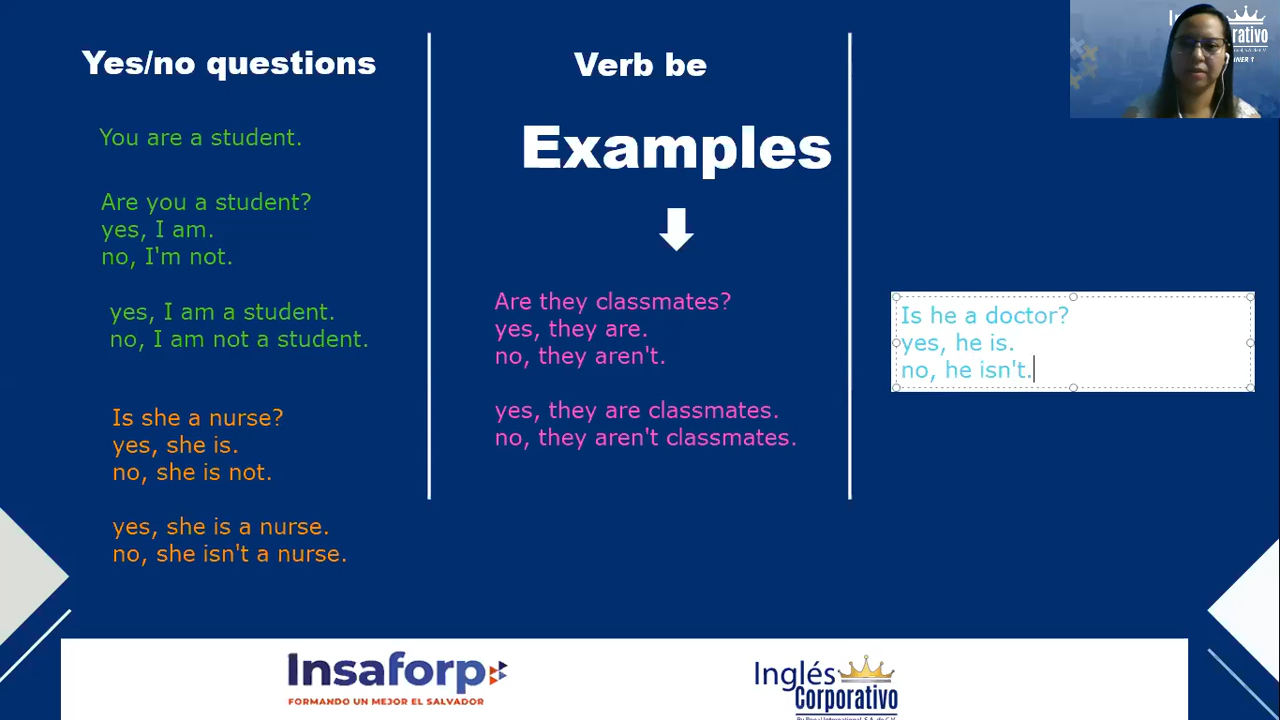 Yes/no questions
You are a student.
Are you a student?
yes, I am.
no, I'm not.
yes, I am a student.
no, I am not a student.
Is she a nurse?
yes, she is.
no, she is not.
yes, she is a nurse.
no, she isn't a nurse.
Verb be
Examples
Are they classmates?
yes, they are.
no, they aren't.
yes, they are classmates.
no, they aren't classmates.
Is he a doctor?
yes, he is.
no, he isn't.
Insaforp
FORMANDO UN MEJOR EL SALVADOR
Inglés
Corporativo